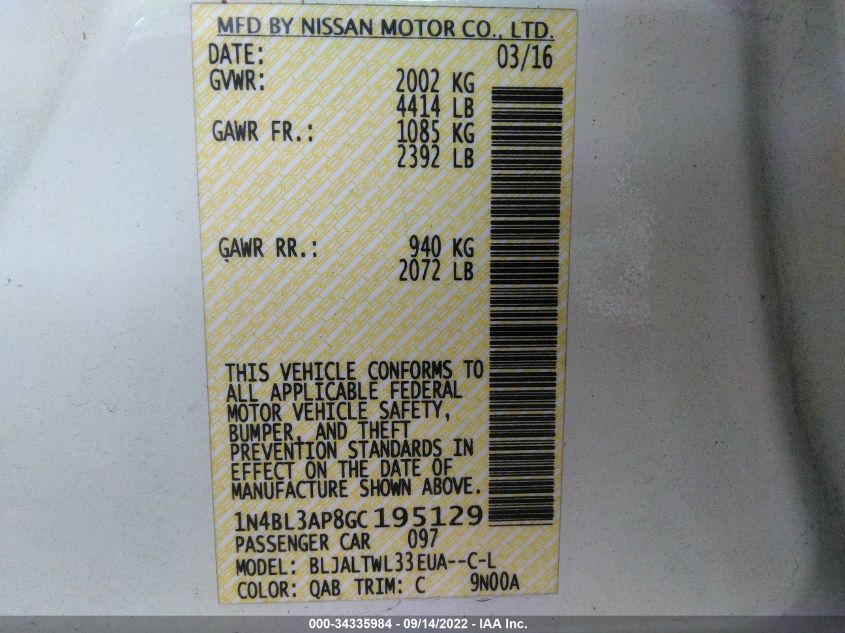 MFD BY NISSAN MOTOR CO., LTD.
DATE: 03/16
GVWR: 2002 KG
4414 LB
GAWR FR.: 1085 KG
2392 LB
GAWR RR.: 940 KG
2072 LB
THIS VEHICLE CONFORMS TO
ALL APPLICABLE FEDERAL
MOTOR VEHICLE SAFETY,
BUMPER, AND THEFT
PREVENTION STANDARDS IN
EFFECT ON THE DATE OF
MANUFACTURE SHOWN ABOVE.
1N4BL3AP8GC195129
PASSENGER CAR 097
MODEL: BLJALTWL33EUA--C-L
COLOR: QAB TRIM: C 9N00A
000-34335984 - 09/14/2022 - IAA Inc.